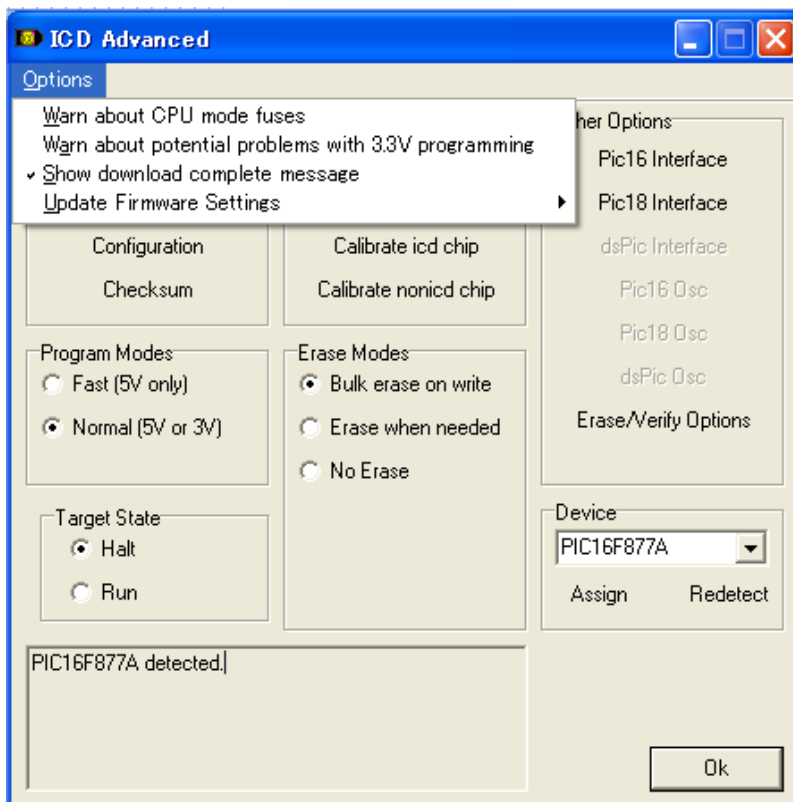 ICD Advanced
Options
Warn about CPU mode fuses
Warn about potential problems with 3.3V programming
Show download complete message
Update Firmware Settings
her Options
Pic16 Interface
Pic18 Interface
dsPic Interface
Pic16 Osc
Pic18 Osc
dsPic Osc
Erase/Verify Options
Configuration
Checksum
Calibrate icd chip
Calibrate nonicd chip
Program Modes
Fast (5V only)
Normal (5V or 3V)
Erase Modes
Bulk erase on write
Erase when needed
No Erase
Target State
Halt
Run
Device
PIC16F877A
Assign
Redetect
PIC16F877A detected.
Ok